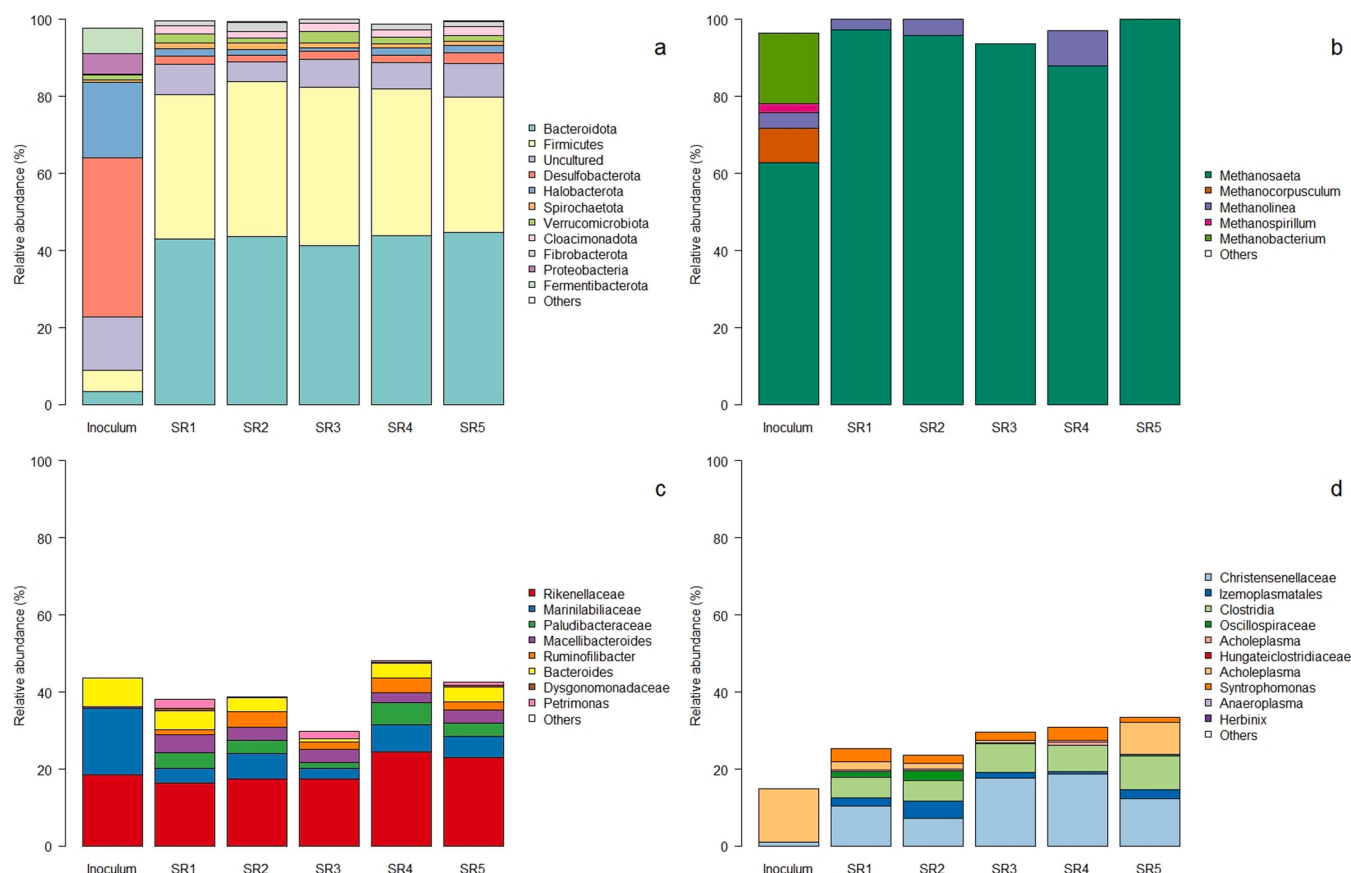 100
80
60
40
20
0
Relative abundance (%)
a
Inoculum SR1 SR2 SR3 SR4 SR5
Bacteroidota
Firmicutes
Uncultured
Desulfobacterota
Halobacterota
Spirochaetota
Verrucomicrobiota
Cloacimonadota
Fibrobacterota
Proteobacteria
Fermentibacterota
Others
100
80
60
40
20
0
Relative abundance (%)
b
Inoculum SR1 SR2 SR3 SR4 SR5
Methanosaeta
Methanocorpusculum
Methanolinea
Methanospirillum
Methanobacterium
Others
100
80
60
40
20
0
Relative abundance (%)
c
Inoculum SR1 SR2 SR3 SR4 SR5
Rikenellaceae
Marinilabiliaceae
Paludibacteraceae
Macellibacteroides
Ruminofilibacter
Bacteroides
Dysgonomonadaceae
Petrimonas
Others
100
80
60
40
20
0
Relative abundance (%)
d
Inoculum SR1 SR2 SR3 SR4 SR5
Christensenellaceae
Izemoplasmatales
Clostridia
Oscillospiraceae
Acholeplasma
Hungateiclostridiaceae
Acholeplasma
Syntrophomonas
Anaeroplasma
Herbinix
Others